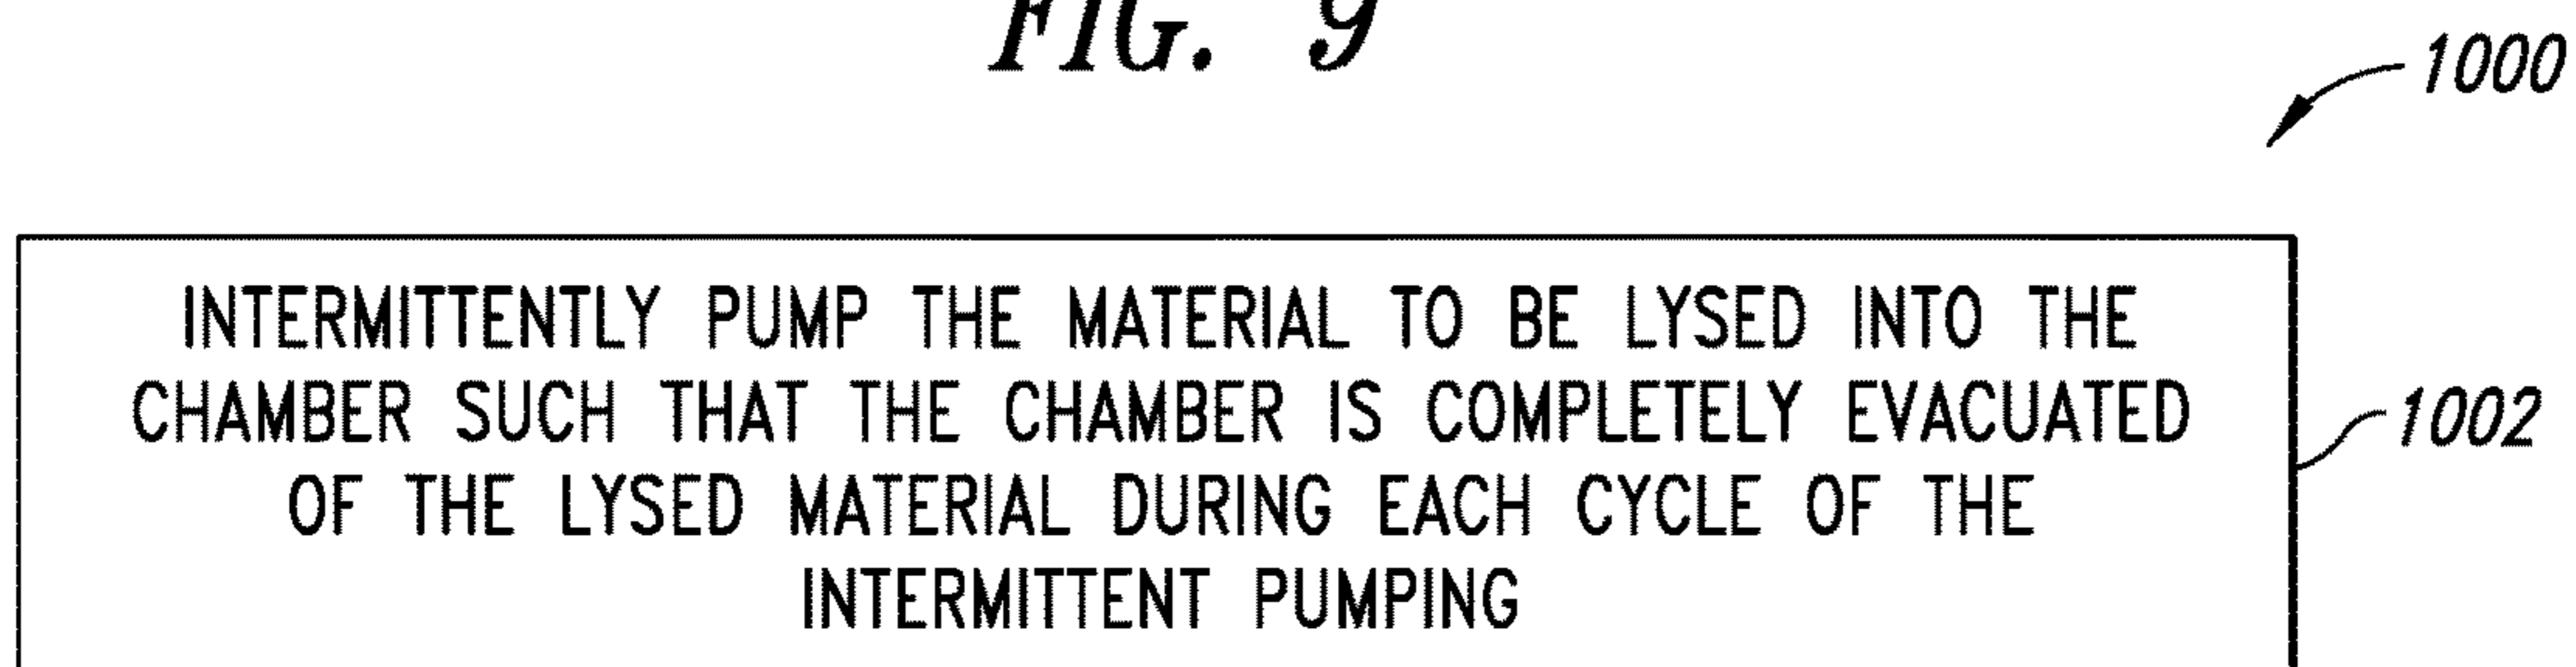 FIG. 9
1000
INTERMITTENTLY PUMP THE MATERIAL TO BE LYSED INTO THE
CHAMBER SUCH THAT THE CHAMBER IS COMPLETELY EVACUATED
1002
OF THE LYSED MATERIAL DURING EACH CYCLE OF THE
INTERMITTENT PUMPING